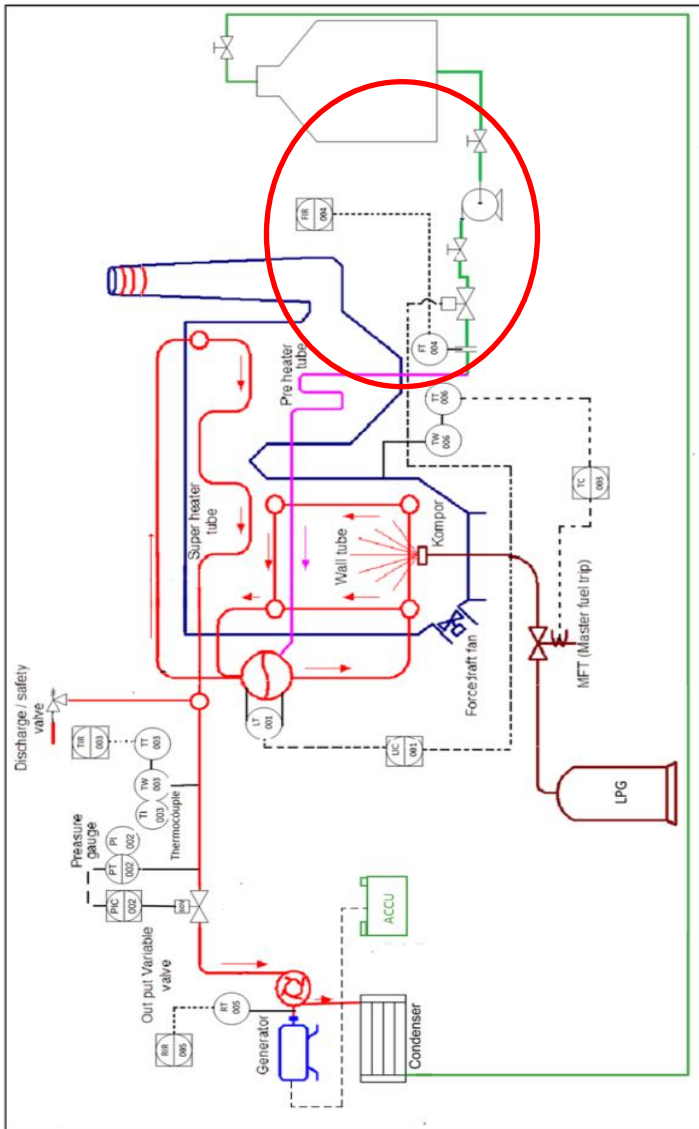 FIR
004
FT
004
Pre heater
tube
Super heater
tube
TT
006
TW
006
TC
003
Wall tube
Kompor
Forcedraft fan
MFT (Master fuel trip)
LPG
LT
001
LIC
001
Discharge / safety
valve
TIR
003
TT
003
TW
003
TI
003
Thermocouple
Preasure
gauge
PI
002
PT
002
PIC
002
Out put Variable
valve
RT
005
RIR
005
Generator
ACCU
Condenser